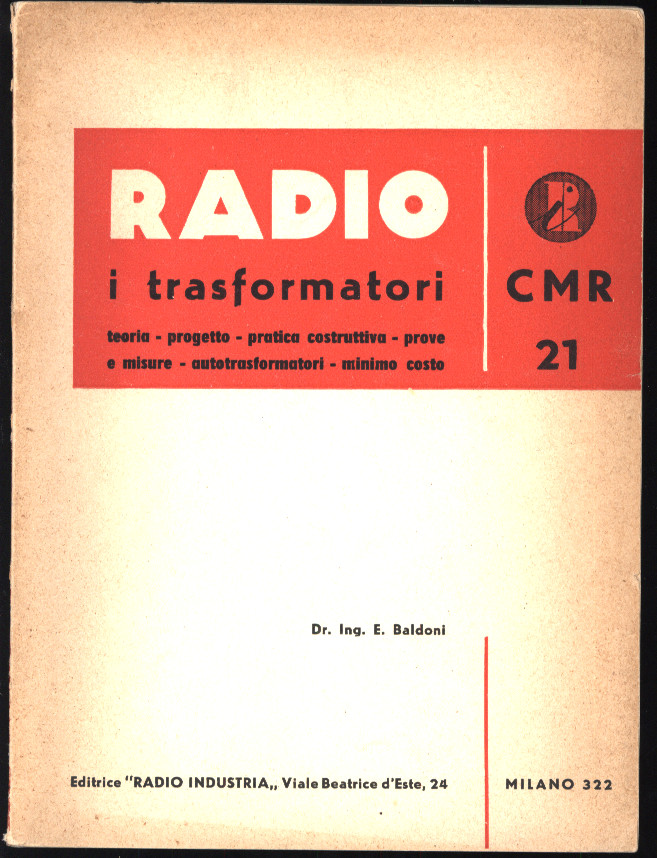 RADIO
i trasformatori
teoria - progetto - pratica costruttiva - prove
e misure - autotrasformatori - minimo costo
CMR
21
Dr. Ing. E. Baldoni
Editrice "RADIO INDUSTRIA„ Viale Beatrice d'Este, 24
MILANO 322